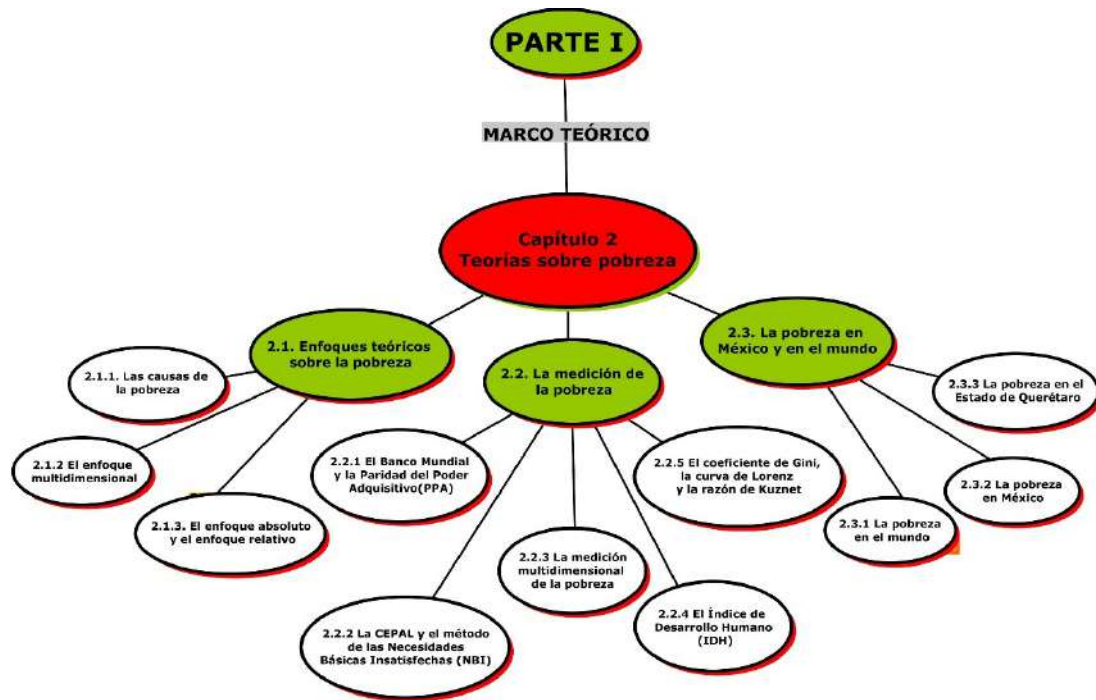 PARTE I
MARCO TEÓRICO
Capítulo 2
Teorías sobre pobreza
2.1. Enfoques teóricos
sobre la pobreza
2.1.1. Las causas de
la pobreza
2.1.2 El enfoque
multidimensional
2.1.3. El enfoque absoluto
y el enfoque relativo
2.2. La medición de
la pobreza
2.2.1 El Banco Mundial
y la Paridad del Poder
Adquisitivo(PPA)
2.2.2 La CEPAL y el método
de las Necesidades
Básicas Insatisfechas (NBI)
2.2.3 La medición
multidimensional
de la pobreza
2.2.4 El Índice de
Desarrollo Humano
(IDH)
2.2.5 El coeficiente de Gini,
la curva de Lorenz
y la razón de Kuznet
2.3. La pobreza en
México y en el mundo
2.3.1 La pobreza
en el mundo
2.3.2 La pobreza
en México
2.3.3 La pobreza en el
Estado de Querétaro